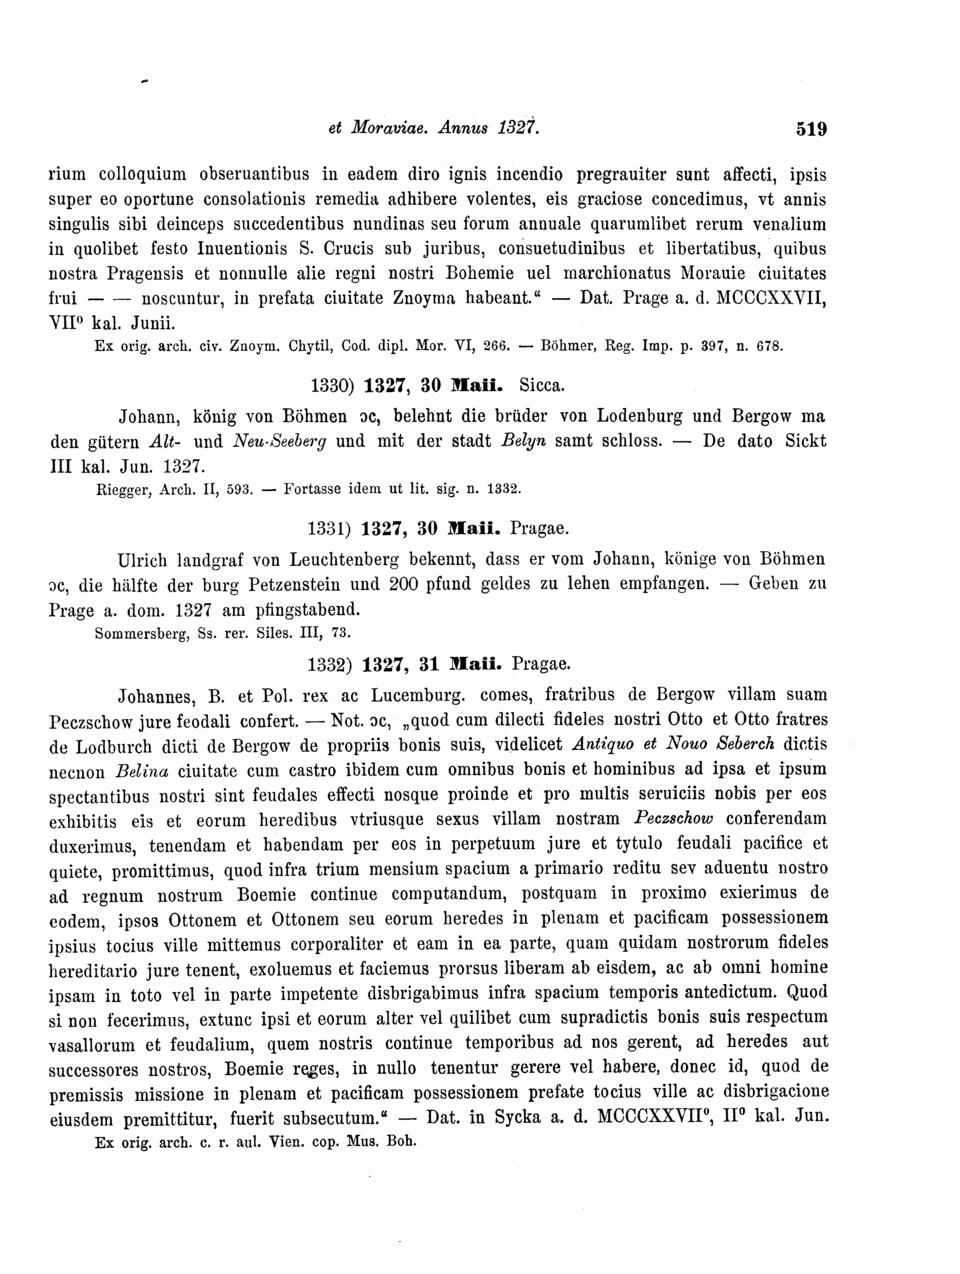 et Moraviae. Annus 1327. 519
rium colloquium obseruantibus in eadem diro ignis incendio pregrauiter sunt affecti, ipsis
super eo oportune consolationis remedia adhibere volentes, eis graciose concedimus, vt annis
singulis sibi deinceps succedentibus nundinas seu forum annuale quarumlibet rerum venalium
in quolibet festo Inuentionis S. Crucis sub juribus, consuetudinibus et libertatibus, quibus
nostra Pragensis et nonnulle alie regni nostri Bohemie uel marchionatus Morauie ciuitates
frui — — noscuntur, in prefata ciuitate Znoyma habeant.“ — Dat. Prage a. d. MCCCXXVII,
VII⁰ kal. Junii.
Ex orig. arch. civ. Znoym. Chytil, Cod. dipl. Mor. VI, 266. — Böhmer, Reg. Imp. p. 397, n. 678.
1330) 1327, 30 Maii. Sicca.
Johann, könig von Böhmen ɔc, belehnt die brüder von Lodenburg und Bergow ma
den gütern Alt- und Neu-Seeberg und mit der stadt Belyn samt schloss. — De dato Sickt
III kal. Jun. 1327.
Riegger, Arch. II, 593. — Fortasse idem ut lit. sig. n. 1332.
1331) 1327, 30 Maii. Pragae.
Ulrich landgraf von Leuchtenberg bekennt, dass er vom Johann, könige von Böhmen
ɔc, die hälfte der burg Petzenstein und 200 pfund geldes zu lehen empfangen. — Geben zu
Prage a. dom. 1327 am pfingstabend.
Sommersberg, Ss. rer. Siles. III, 73.
1332) 1327, 31 Maii. Pragae.
Johannes, B. et Pol. rex ac Lucemburg. comes, fratribus de Bergow villam suam
Peczschow jure feodali confert. — Not. ɔc, „quod cum dilecti fideles nostri Otto et Otto fratres
de Lodburch dicti de Bergow de propriis bonis suis, videlicet Antiquo et Nouo Seberch dictis
necnon Belina ciuitate cum castro ibidem cum omnibus bonis et hominibus ad ipsa et ipsum
spectantibus nostri sint feudales effecti nosque proinde et pro multis seruiciis nobis per eos
exhibitis eis et eorum heredibus vtriusque sexus villam nostram Peczschow conferendam
duxerimus, tenendam et habendam per eos in perpetuum jure et tytulo feudali pacifice et
quiete, promittimus, quod infra trium mensium spacium a primario reditu sev aduentu nostro
ad regnum nostrum Boemie continue computandum, postquam in proximo exierimus de
eodem, ipsos Ottonem et Ottonem seu eorum heredes in plenam et pacificam possessionem
ipsius tocius ville mittemus corporaliter et eam in ea parte, quam quidam nostrorum fideles
hereditario jure tenent, exoluemus et faciemus prorsus liberam ab eisdem, ac ab omni homine
ipsam in toto vel in parte impetente disbrigabimus infra spacium temporis antedictum. Quod
si non fecerimus, extunc ipsi et eorum alter vel quilibet cum supradictis bonis suis respectum
vasallorum et feudalium, quem nostris continue temporibus ad nos gerent, ad heredes aut
successores nostros, Boemie reges, in nullo tenentur gerere vel habere, donec id, quod de
premissis missione in plenam et pacificam possessionem prefate tocius ville ac disbrigacione
eiusdem premittitur, fuerit subsecutum.“ — Dat. in Sycka a. d. MCCCXXVII⁰, II⁰ kal. Jun.
Ex orig. arch. c. r. aul. Vien. cop. Mus. Boh.